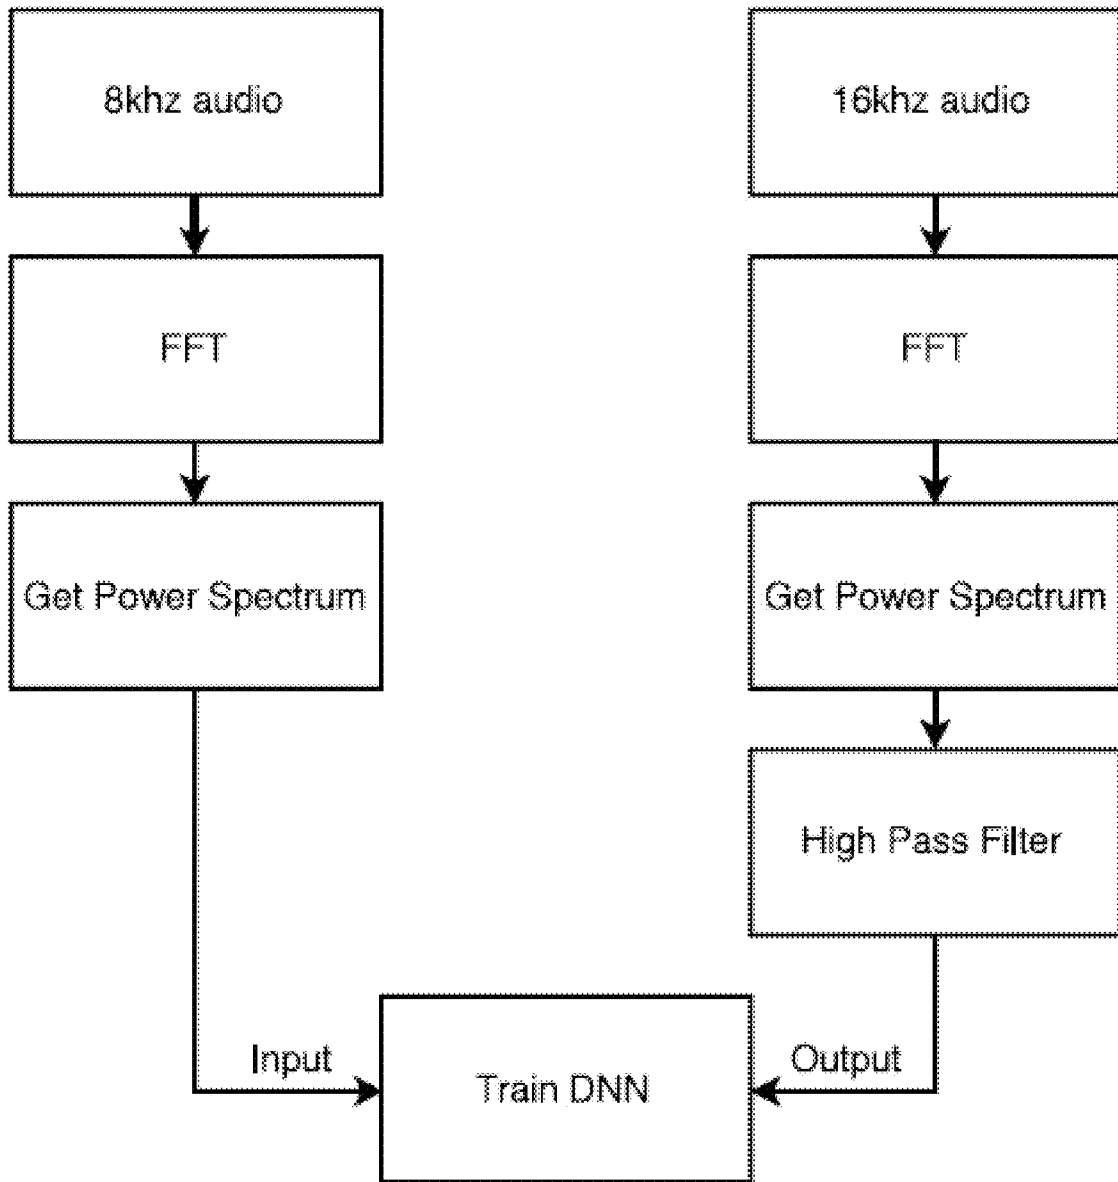 8khz audio
16khz audio
FFT
FFT
Get Power Spectrum
Get Power Spectrum
High Pass Filter
Input
Output
Train DNN